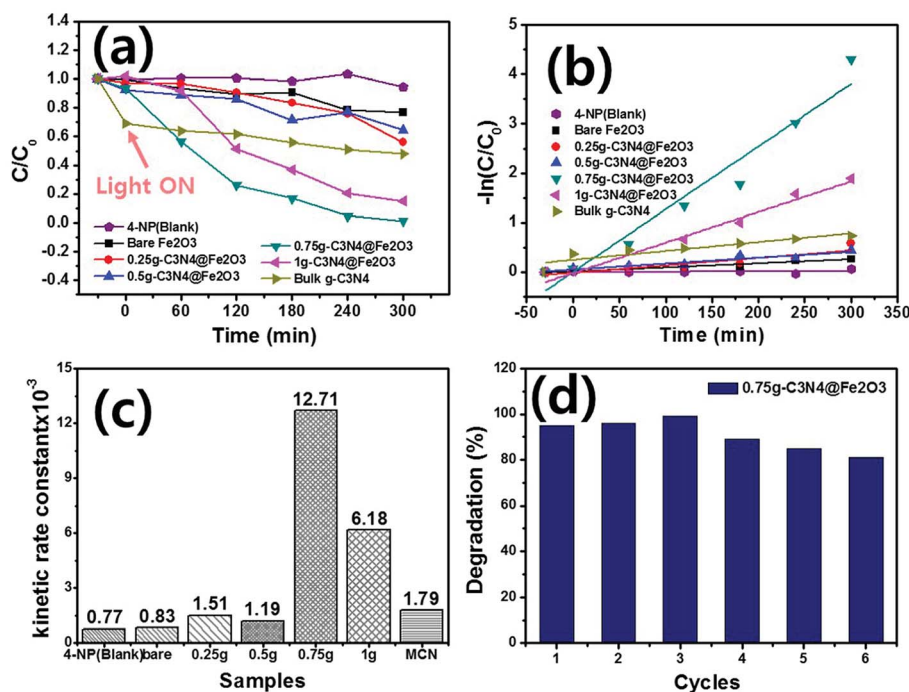 (a)
1.4
1.2
1.0
0.8
0.6
0.4
0.2
0.0
-0.2
-0.4
C/C0
Light ON
4-NP(Blank)
Bare Fe2O3
0.25g-C3N4@Fe2O3
0.5g-C3N4@Fe2O3
0.75g-C3N4@Fe2O3
1g-C3N4@Fe2O3
Bulk g-C3N4
0 60 120 180 240 300
Time (min)
(b)
5
4
3
2
1
0
-ln(C/C0)
4-NP(Blank)
Bare Fe2O3
0.25g-C3N4@Fe2O3
0.5g-C3N4@Fe2O3
0.75g-C3N4@Fe2O3
1g-C3N4@Fe2O3
Bulk g-C3N4
-50 0 50 100 150 200 250 300 350
Time (min)
(c)
15
12
9
6
3
0
kinetic rate constantx10-3
0.77 0.83 1.51 1.19 12.71 6.18 1.79
4-NP(Blank) bare 0.25g 0.5g 0.75g 1g MCN
Samples
(d)
0.75g-C3N4@Fe2O3
120
100
80
60
40
20
0
Degradation (%)
1 2 3 4 5 6
Cycles